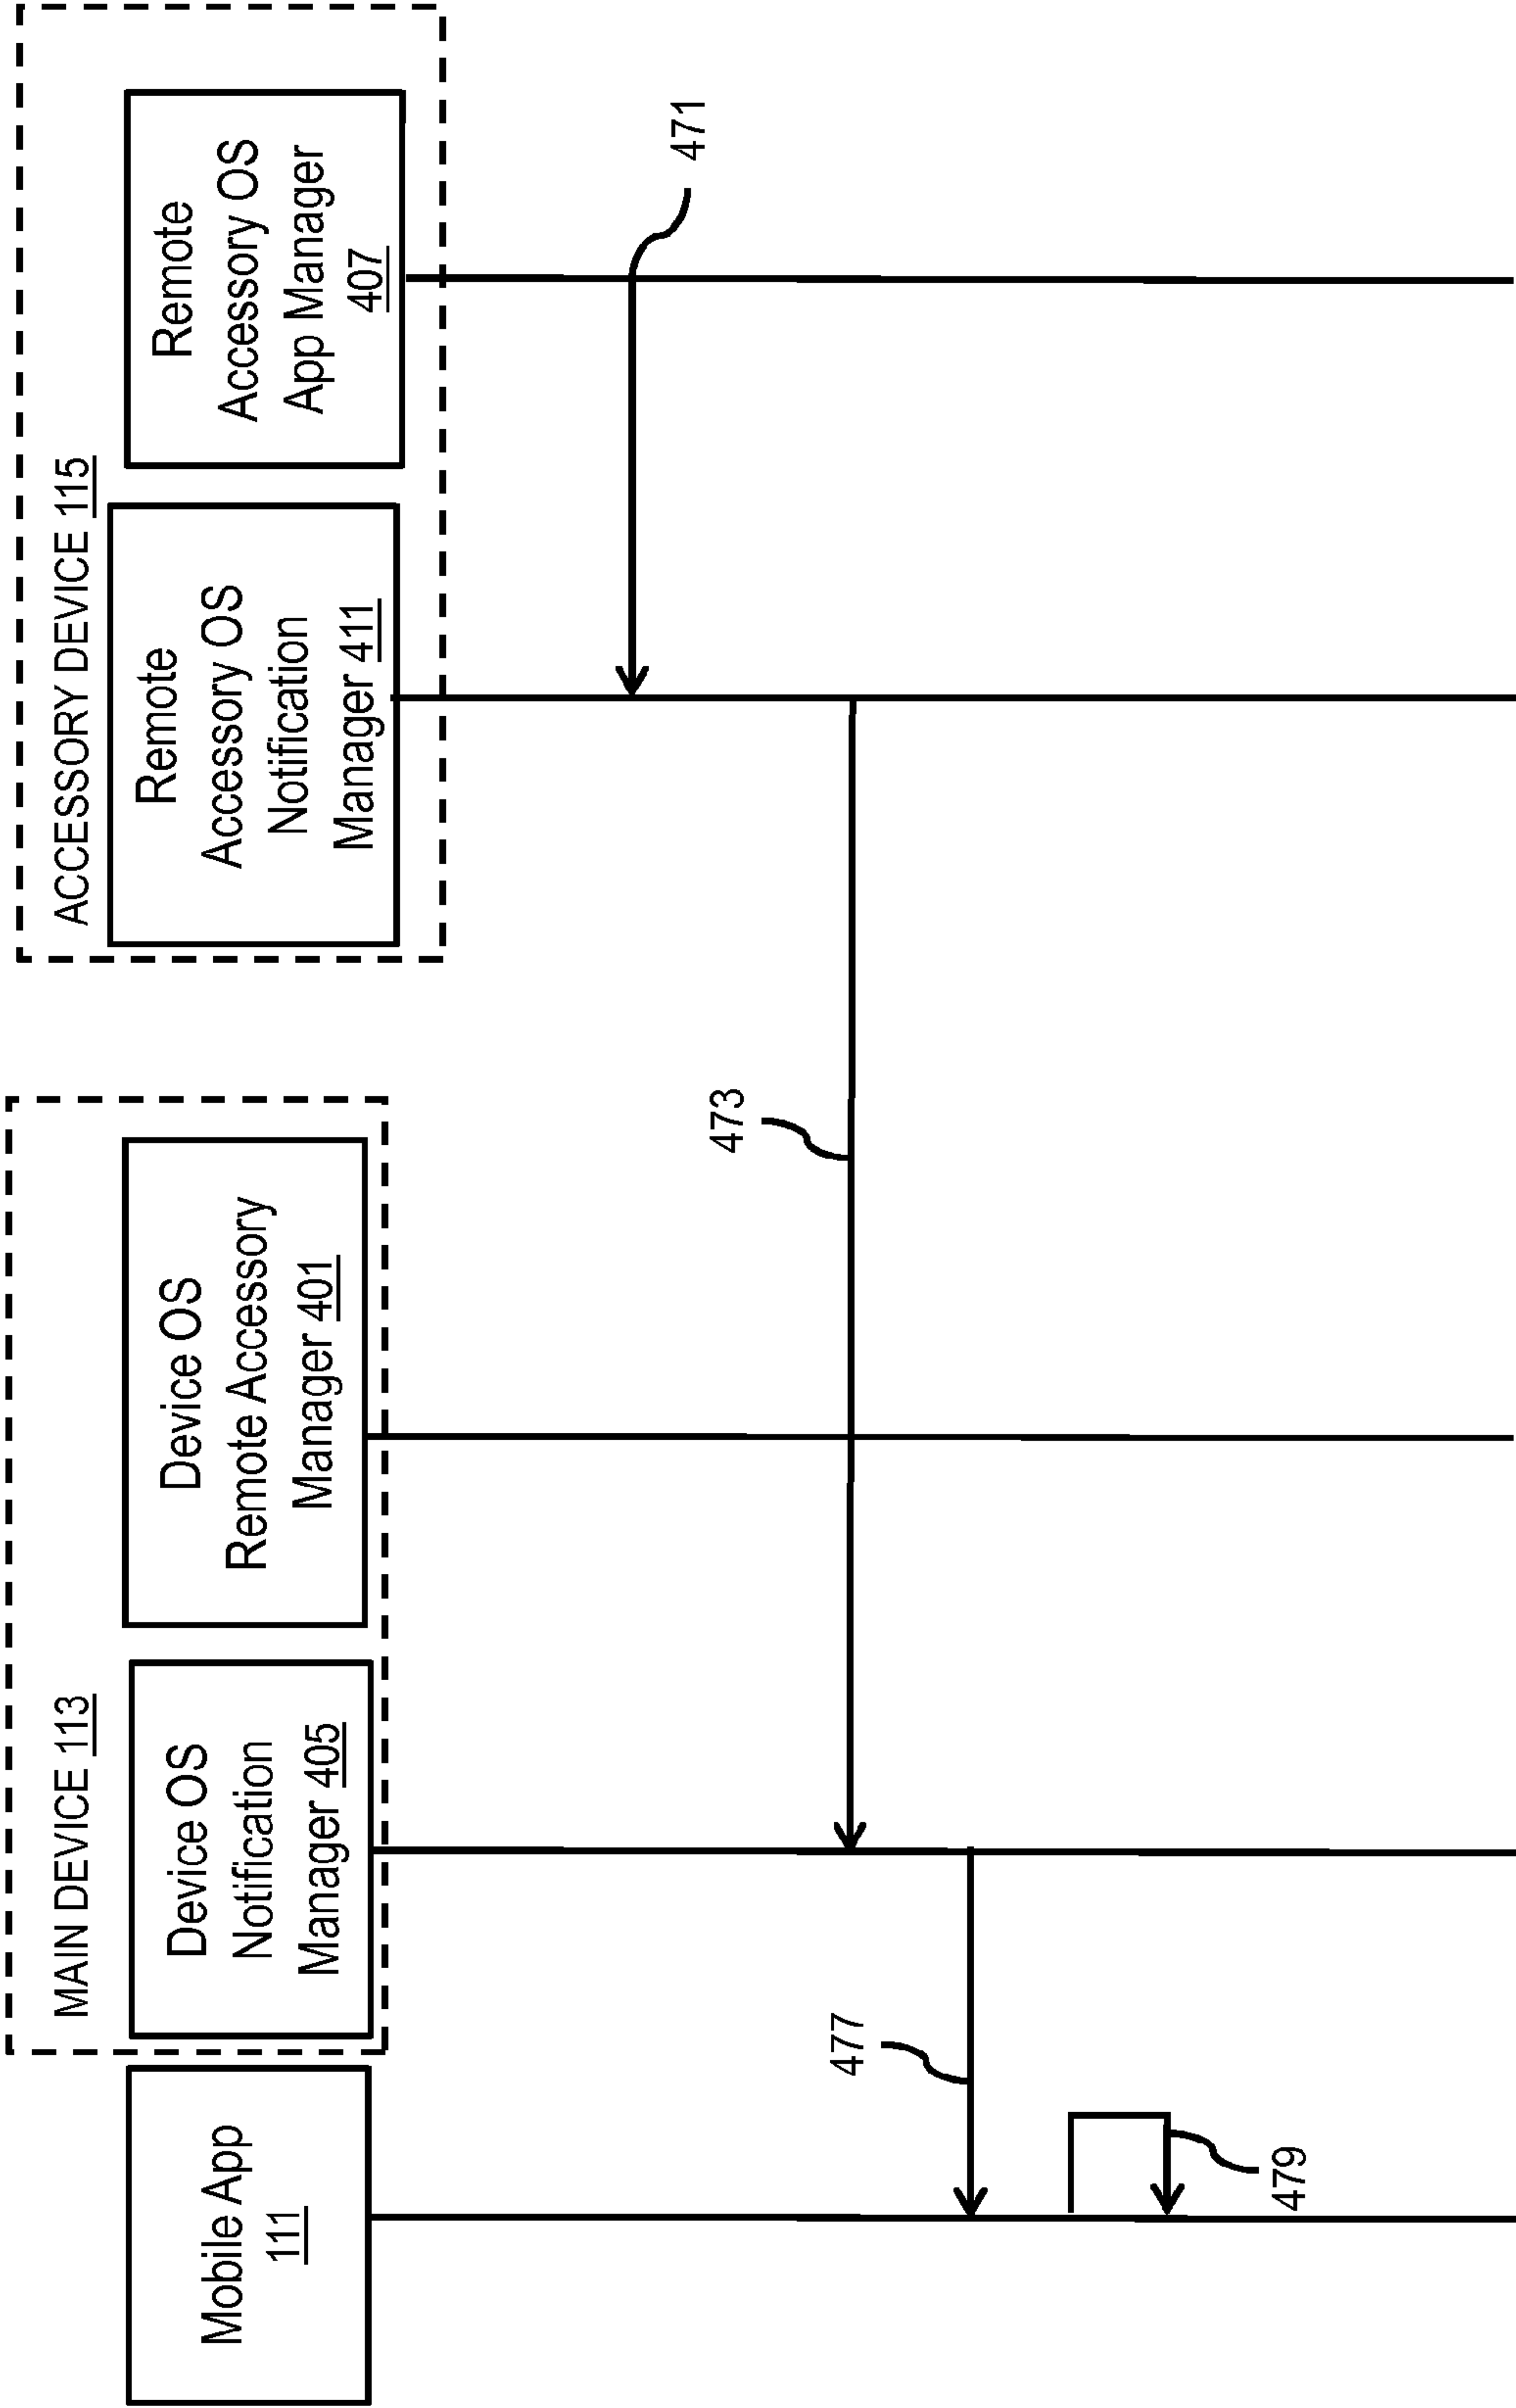 Mobile App
111
MAIN DEVICE 113
Device OS
Notification
Manager 405
Device OS
Remote Accessory
Manager 401
ACCESSORY DEVICE 115
Remote
Accessory OS
Notification
Manager 411
Remote
Accessory OS
App Manager
407
471
473
477
479